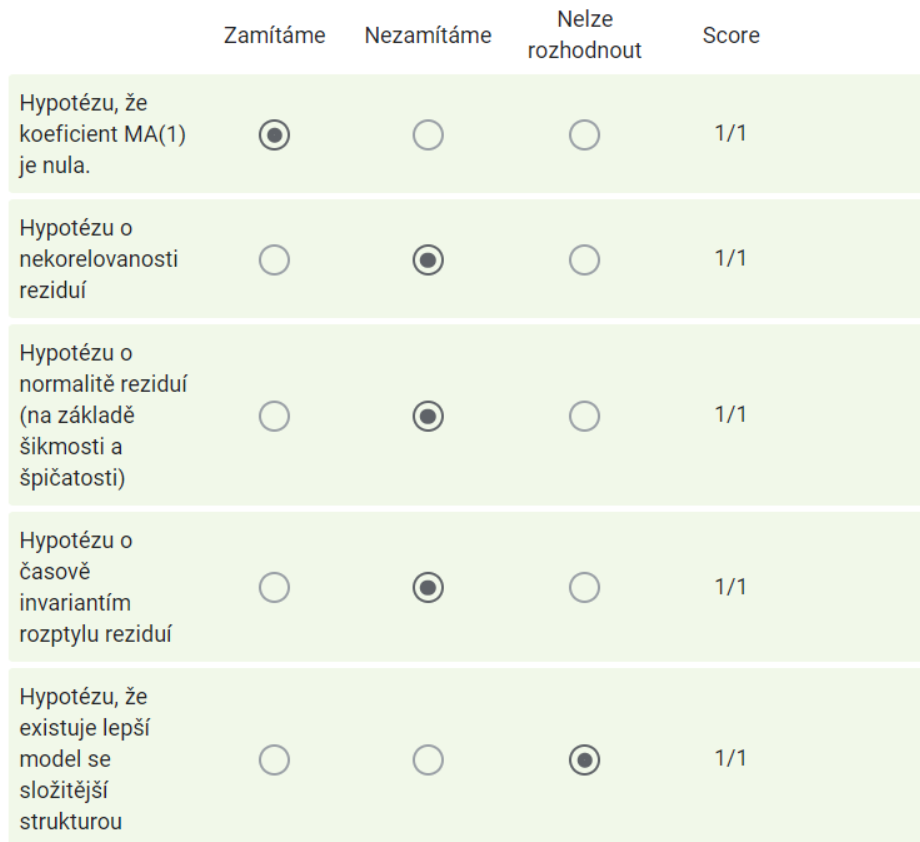 Zamítáme Nezamítáme Nelze rozhodnout Score
Hypotézu, že
koeficient MA(1)
je nula.
1/1
Hypotézu o
nekorelovanosti
reziduí
1/1
Hypotézu o
normalitě reziduí
(na základě
šikmosti a
špičatosti)
1/1
Hypotézu o
časově
invariantím
rozptylu reziduí
1/1
Hypotézu, že
existuje lepší
model se
složitější
strukturou
1/1